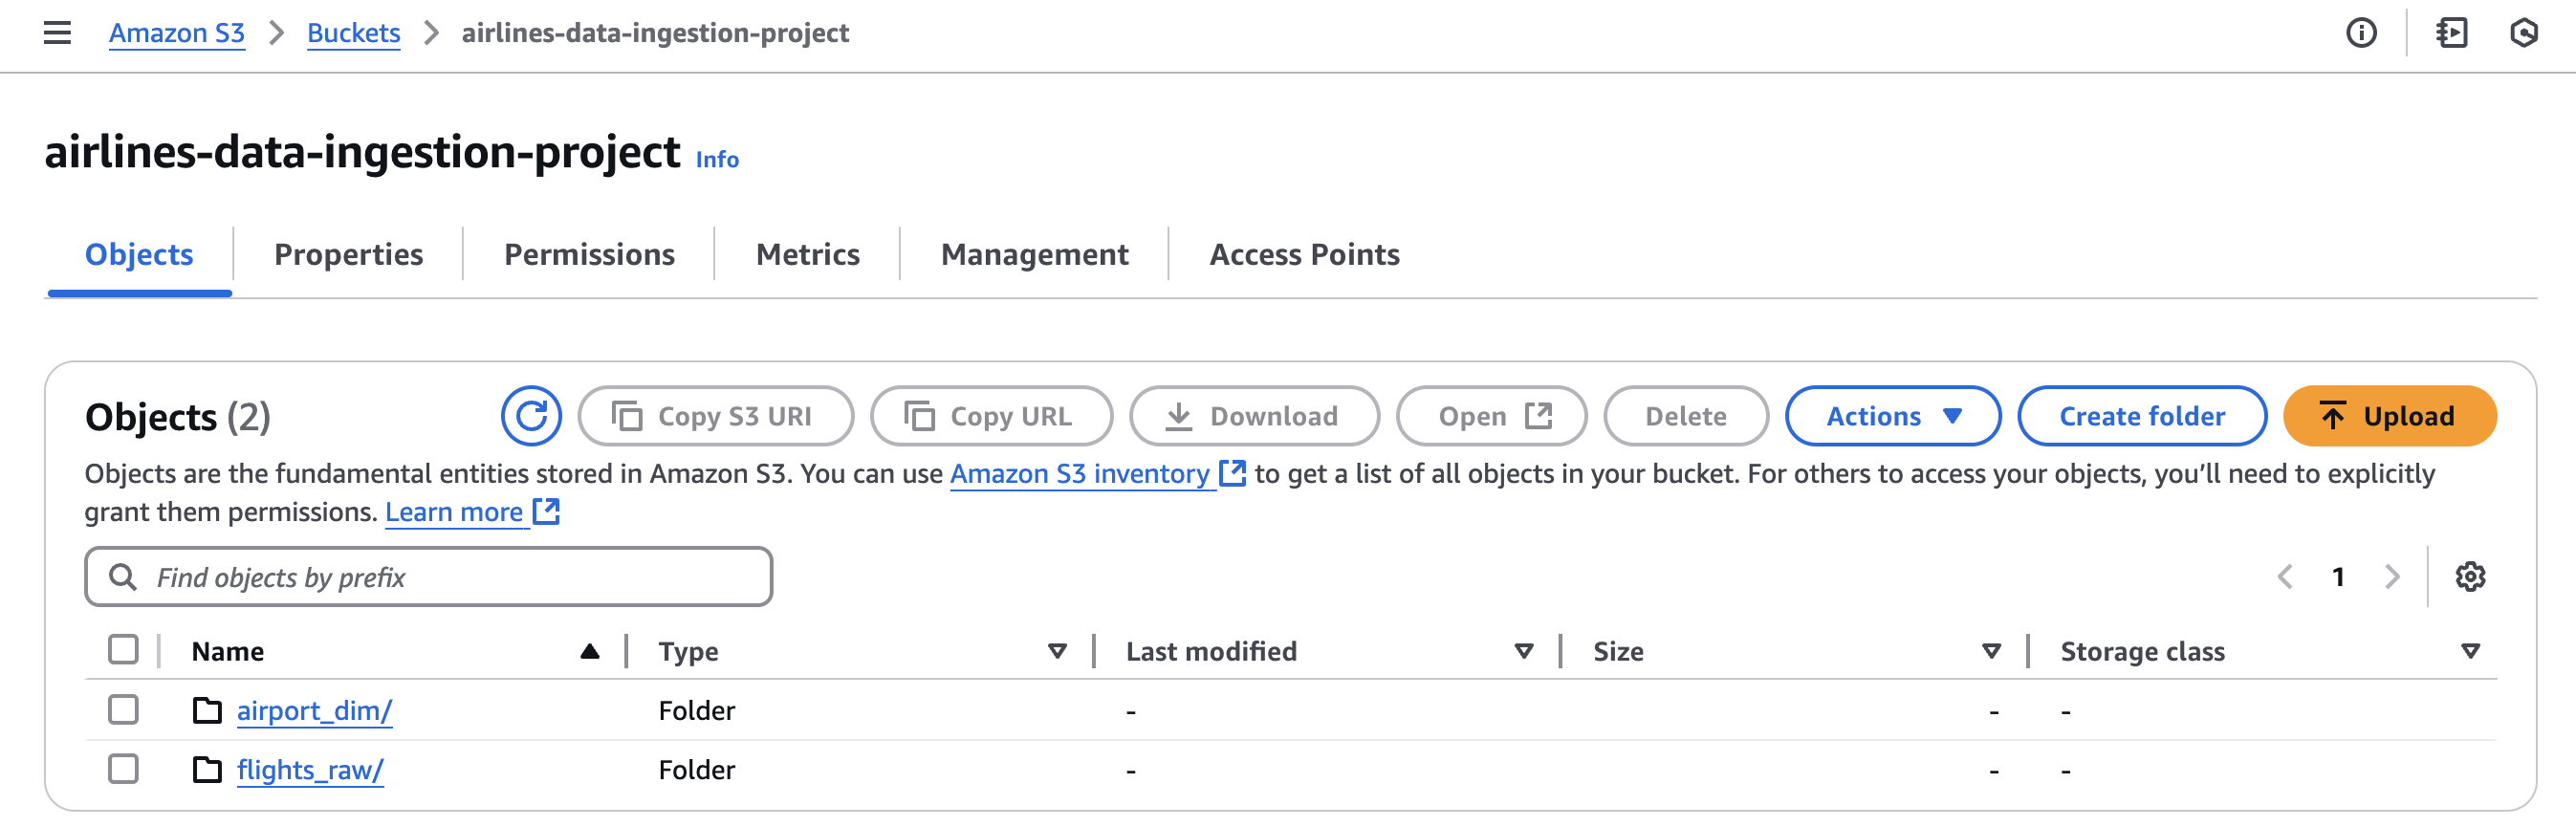 Amazon S3 > Buckets > airlines-data-ingestion-project
airlines-data-ingestion-project Info
Objects Properties Permissions Metrics Management Access Points
Objects (2) Copy S3 URI Copy URL Download Open Delete Actions Create folder Upload
Objects are the fundamental entities stored in Amazon S3. You can use Amazon S3 inventory to get a list of all objects in your bucket. For others to access your objects, you’ll need to explicitly
grant them permissions. Learn more
Find objects by prefix 1
Name Type Last modified Size Storage class
airport_dim/ Folder - - -
flights_raw/ Folder - - -